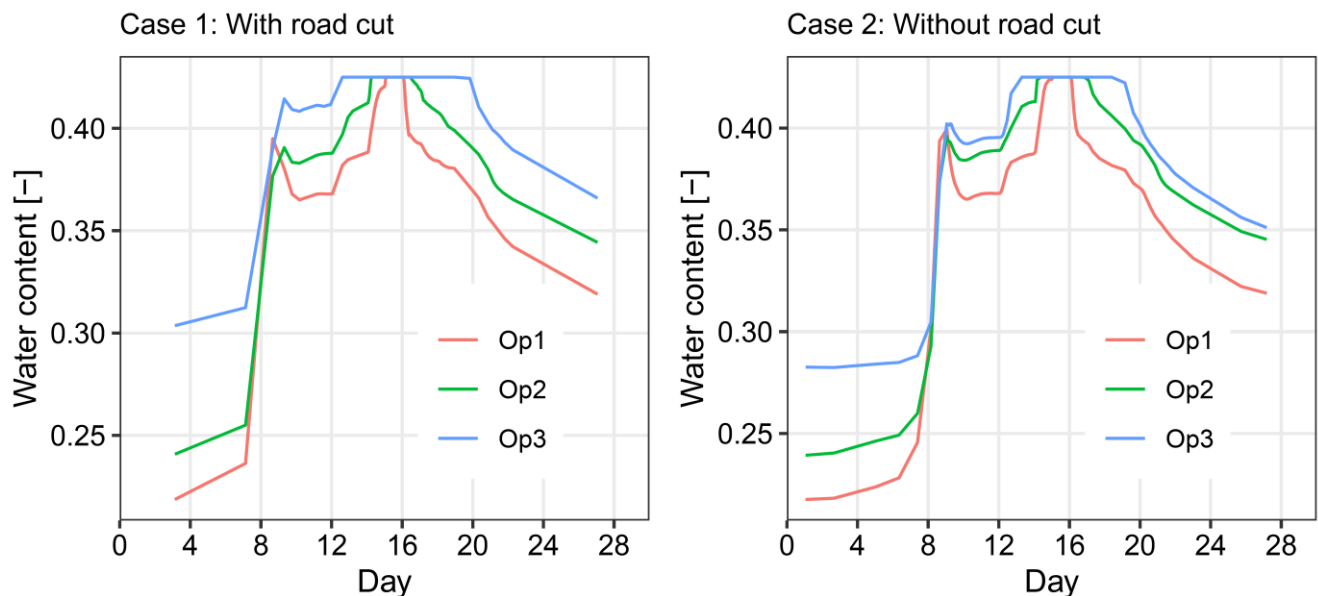 Case 1: With road cut
Water content [−]
0.40
0.35
0.30
0.25
Op1
Op2
Op3
0 4 8 12 16 20 24 28
Day
Case 2: Without road cut
Water content [−]
0.40
0.35
0.30
0.25
Op1
Op2
Op3
0 4 8 12 16 20 24 28
Day